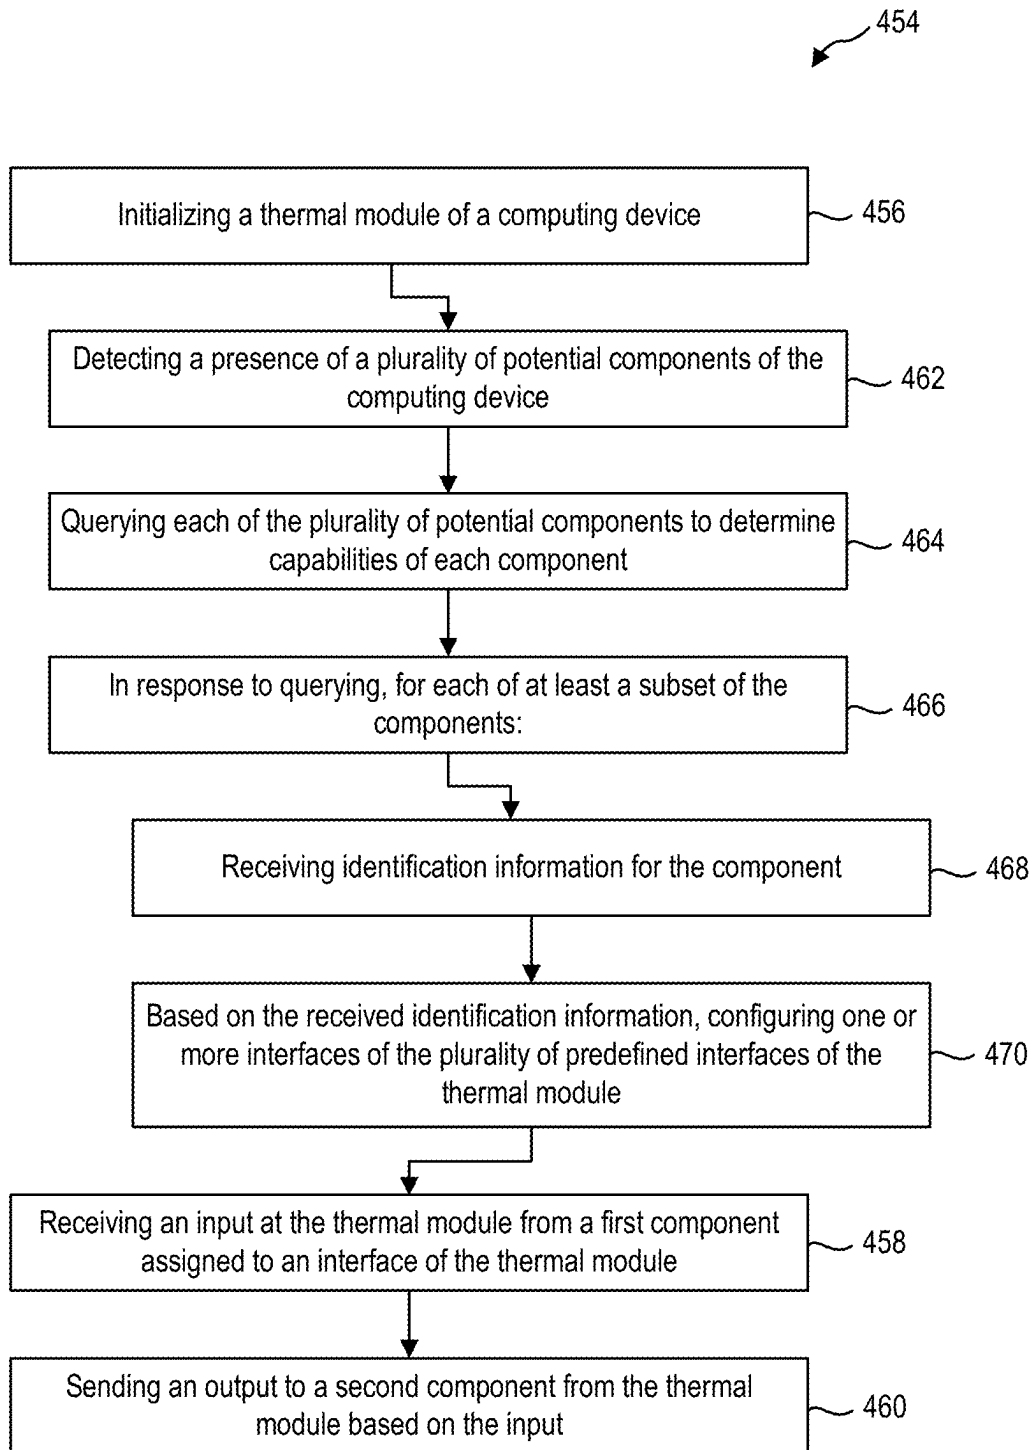 454
Initializing a thermal module of a computing device
456
Detecting a presence of a plurality of potential components of the
computing device
462
Querying each of the plurality of potential components to determine
capabilities of each component
464
In response to querying, for each of at least a subset of the
components:
466
Receiving identification information for the component
468
Based on the received identification information, configuring one or
more interfaces of the plurality of predefined interfaces of the
thermal module
470
Receiving an input at the thermal module from a first component
assigned to an interface of the thermal module
458
Sending an output to a second component from the thermal
module based on the input
460